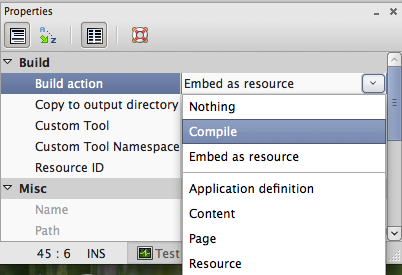 Properties
Build
Build action Embed as resource
Copy to output directory
Nothing
Custom Tool
Compile
Custom Tool Namespace
Embed as resource
Resource ID
Misc
Application definition
Name
Content
Path
Page
45 : 6 INS Test
Resource